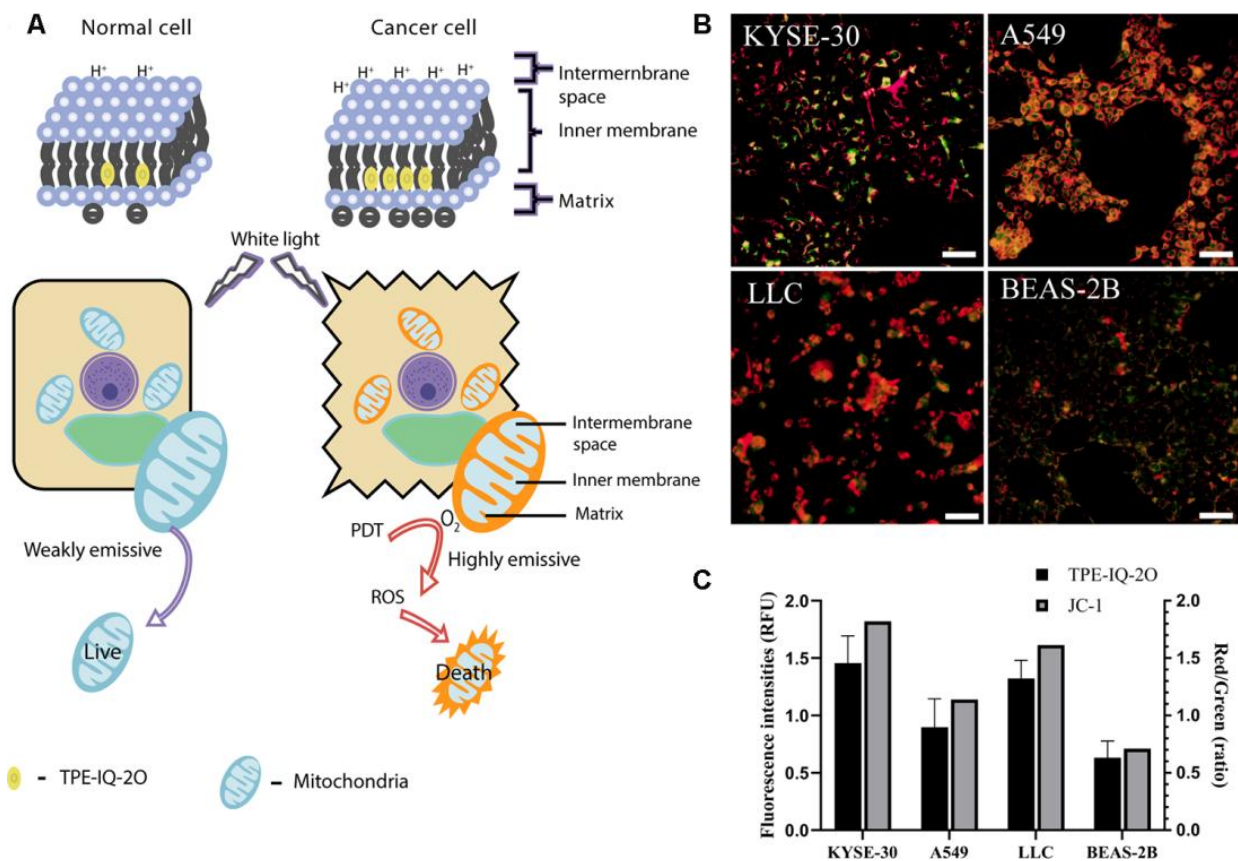 A
Normal cell
Cancer cell
H⁺ H⁺
H⁺ H⁺ H⁺ H⁺ H⁺
Intermernbrane
space
Inner membrane
Matrix
White light
Intermembrane
space
Inner membrane
Matrix
O₂
PDT
Weakly emissive
Highly emissive
ROS
Live
Death
- TPE-IQ-2O
- Mitochondria
B
KYSE-30
A549
LLC
BEAS-2B
C
TPE-IQ-2O
JC-1
Fluorescence intensities (RFU)
2.0
1.5
1.0
0.5
0.0
2.0
1.5
1.0
0.5
0.0
Red/Green (ratio)
KYSE-30 A549 LLC BEAS-2B